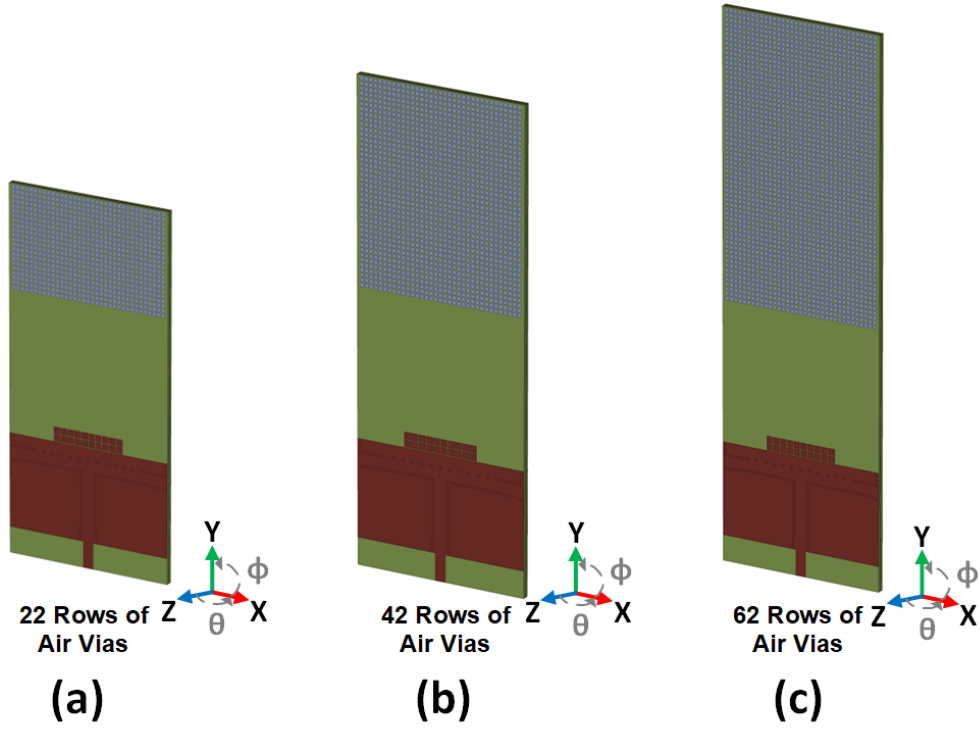 Y
ϕ
Z
X
θ
22 Rows of
Air Vias
(a)
Y
ϕ
Z
X
θ
42 Rows of
Air Vias
(b)
Y
ϕ
Z
X
θ
62 Rows of
Air Vias
(c)